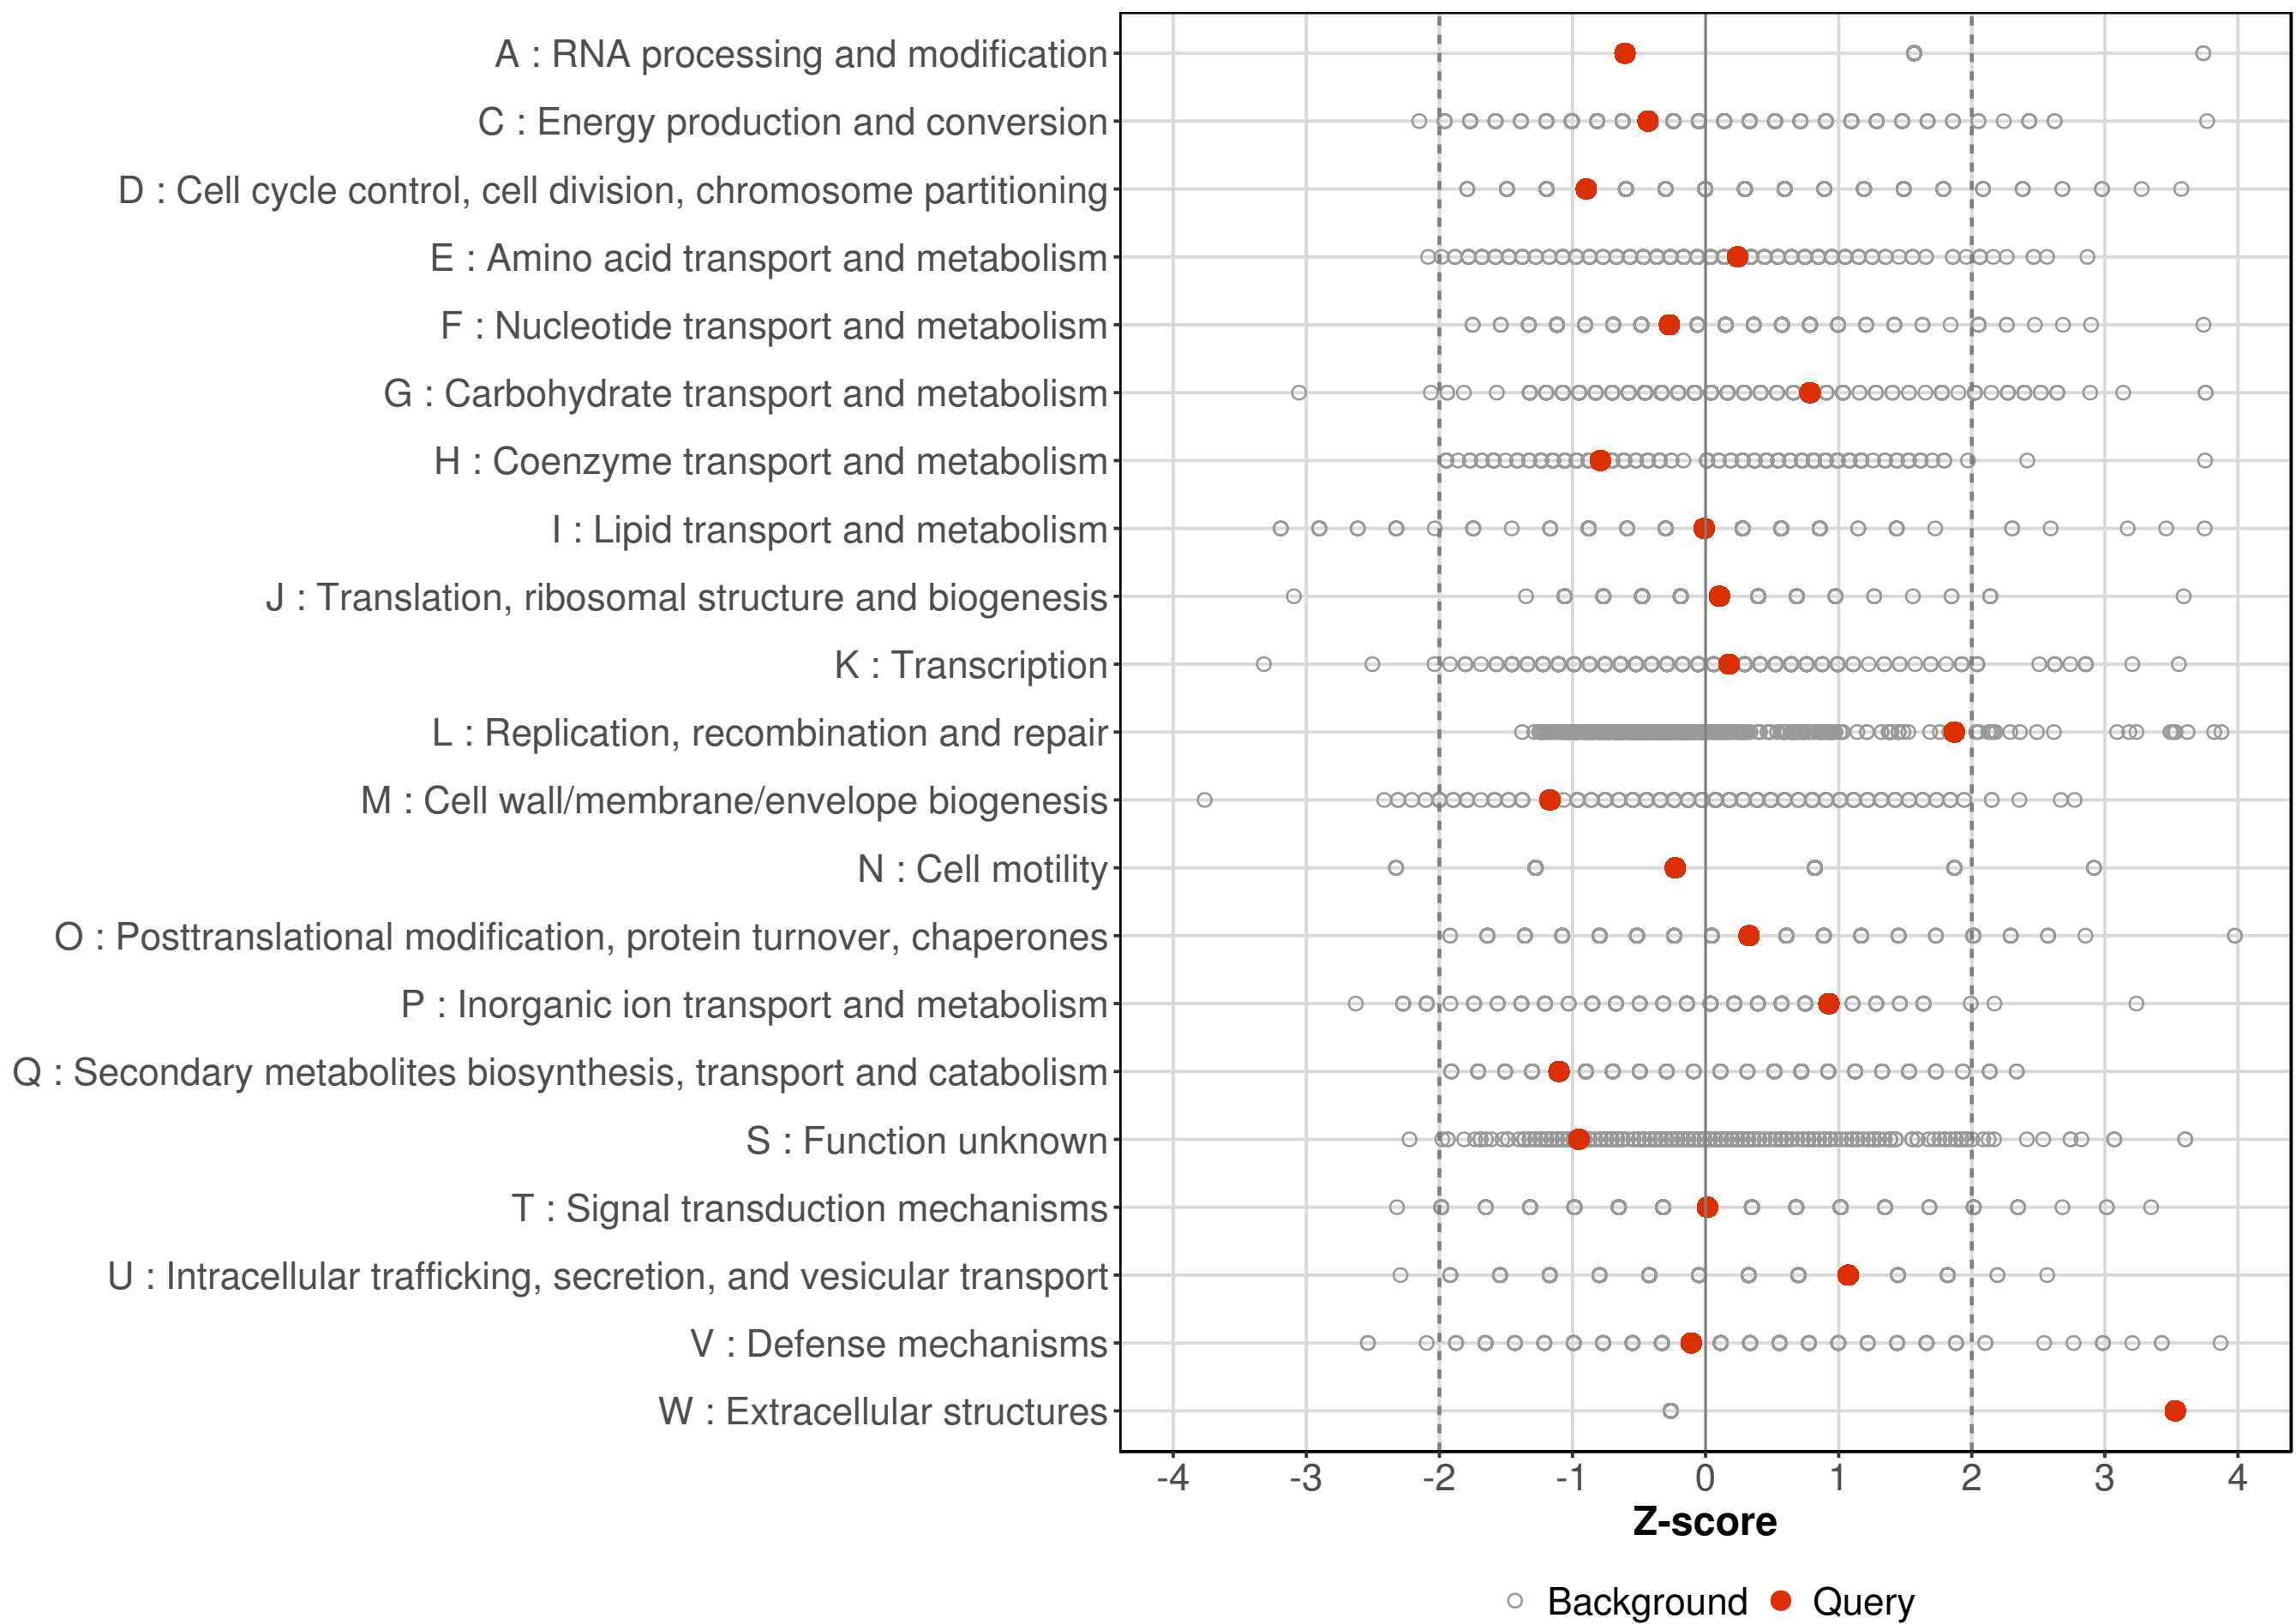 A : RNA processing and modification
C : Energy production and conversion
D : Cell cycle control, cell division, chromosome partitioning
E : Amino acid transport and metabolism
F : Nucleotide transport and metabolism
G : Carbohydrate transport and metabolism
H : Coenzyme transport and metabolism
I : Lipid transport and metabolism
J : Translation, ribosomal structure and biogenesis
K : Transcription
L : Replication, recombination and repair
M : Cell wall/membrane/envelope biogenesis
N : Cell motility
O : Posttranslational modification, protein turnover, chaperones
P : Inorganic ion transport and metabolism
Q : Secondary metabolites biosynthesis, transport and catabolism
S : Function unknown
T : Signal transduction mechanisms
U : Intracellular trafficking, secretion, and vesicular transport
V : Defense mechanisms
W : Extracellular structures
-4 -3 -2 -1 0 1 2 3 4
Z-score
Background Query